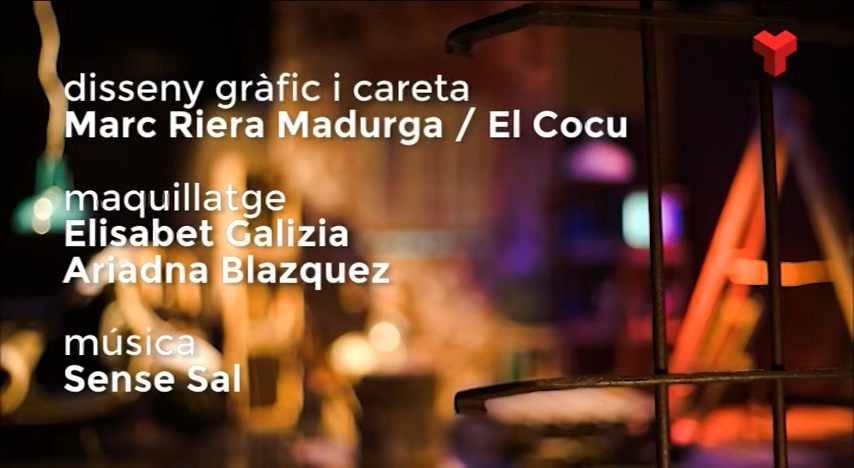 disseny gràfic i careta
Marc Riera Madurga / El Cocu
maquillatge
Elisabet Galizia
Ariadna Blazquez
música
Sense Sal